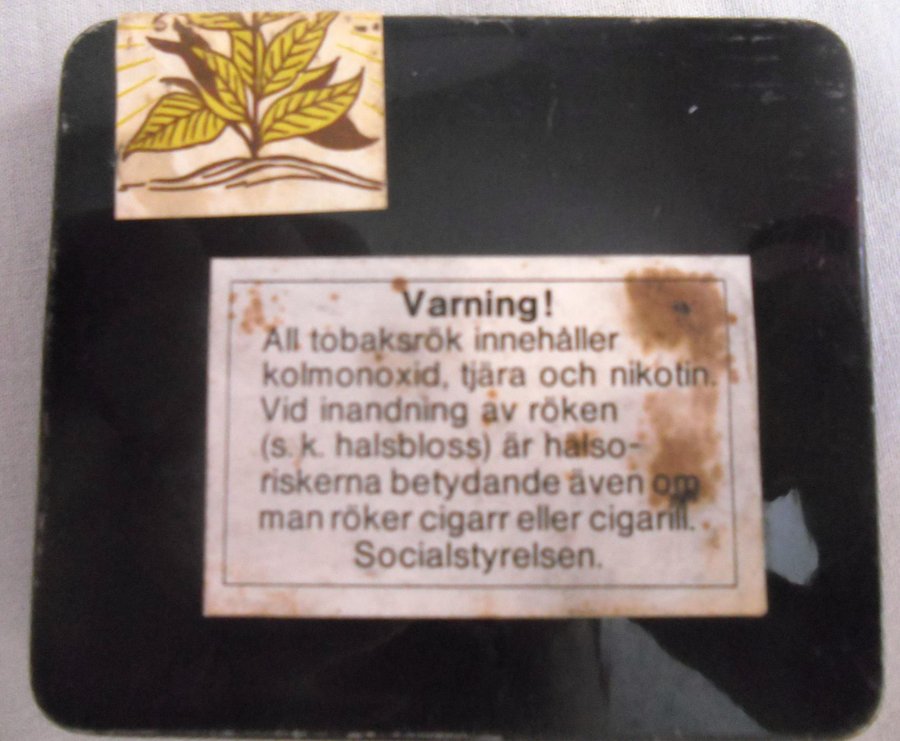 Varning!
All tobaksrök innehåller
kolmonoxid, tjära och nikotin.
Vid inandning av röken
(s. k. halsbloss) är hälso-
riskerna betydande även om
man röker cigarr eller cigarill.
Socialstyrelsen.